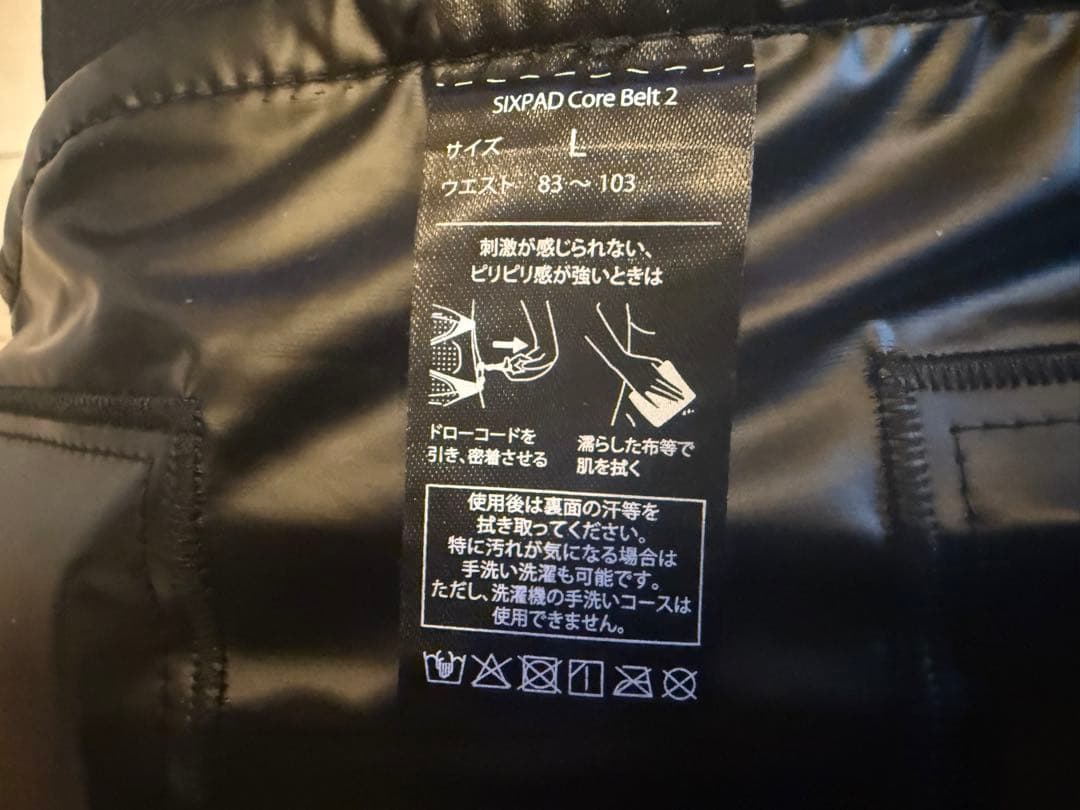 SIXPAD Core Belt 2
サイズ L
ウエスト 83～103
刺激が感じられない、
ピリピリ感が強いときは
ドローコードを
引き、密着させる
濡らした布等で
肌を拭く
使用後は裏面の汗等を
拭き取ってください。
特に汚れが気になる場合は
手洗い洗濯も可能です。
ただし、洗濯機の手洗いコースは
使用できません。